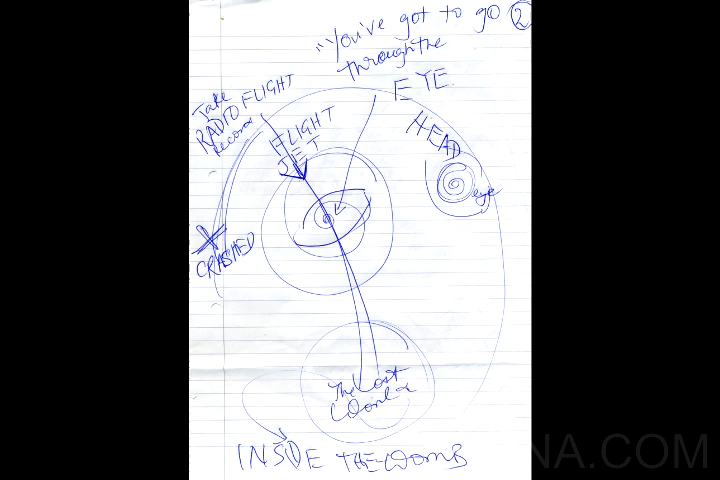 "You've got to go ②
through the
EYE
Take
RADIO FLIGHT
FLIGHT
JET
HEAD
eye
CRASHED
The Lost
World
INSIDE THE WOMB
NA.COM